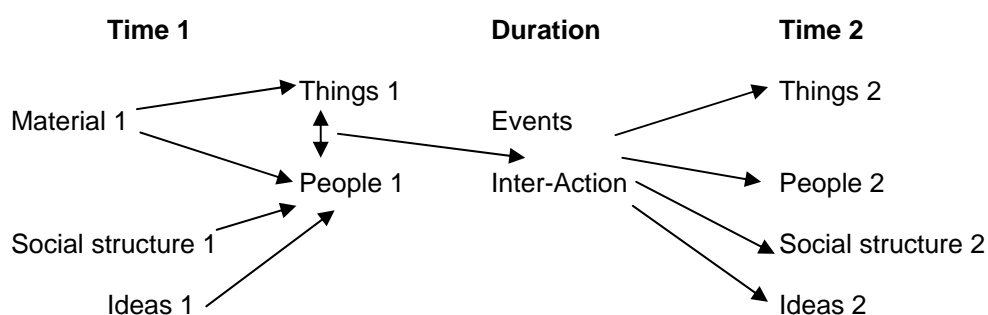 Time 1 Duration Time 2
Things 1 Things 2
Material 1 Events
People 1 Inter-Action People 2
Social structure 1 Social structure 2
Ideas 1 Ideas 2